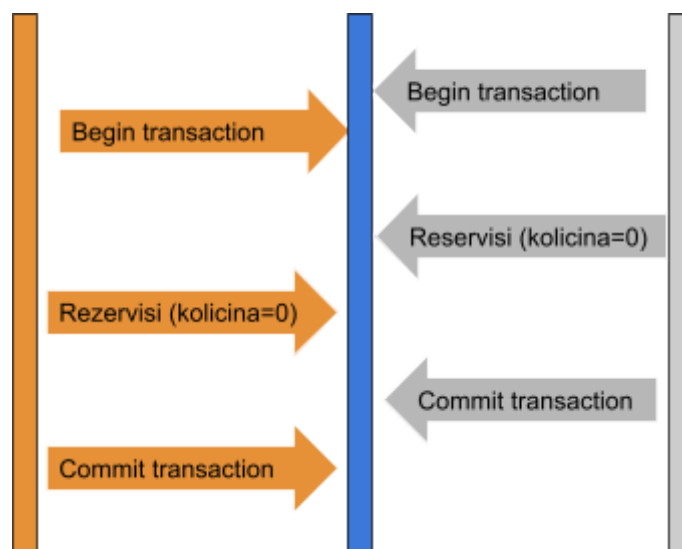 Begin transaction
Begin transaction
Reservisi (kolicina=0)
Rezervisi (kolicina=0)
Commit transaction
Commit transaction